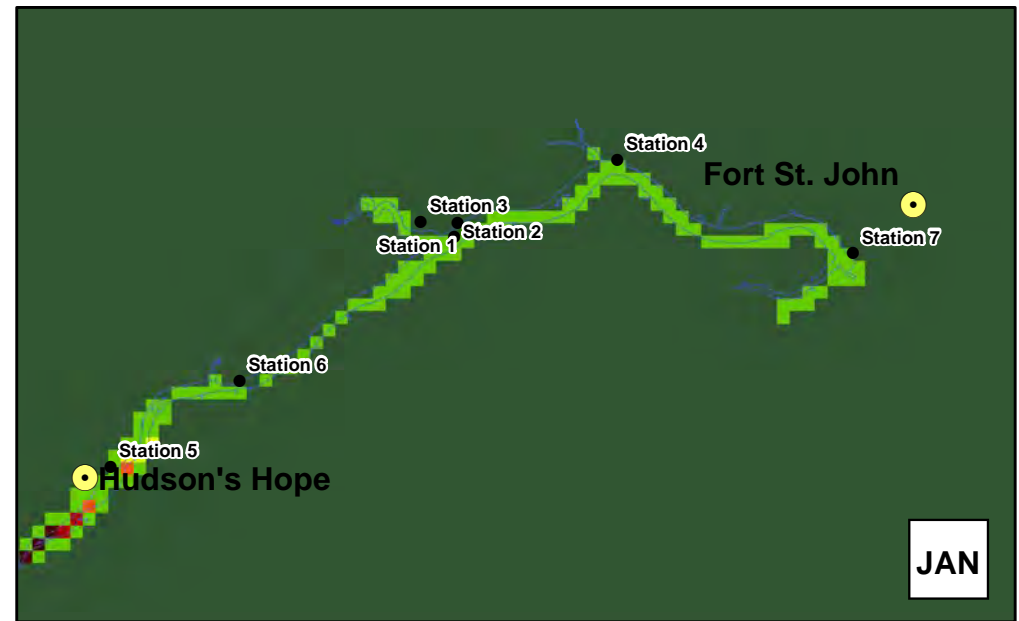 Station 4
Fort St. John
Station 3
Station 1
Station 2
Station 7
Station 6
Station 5
Hudson's Hope
JAN